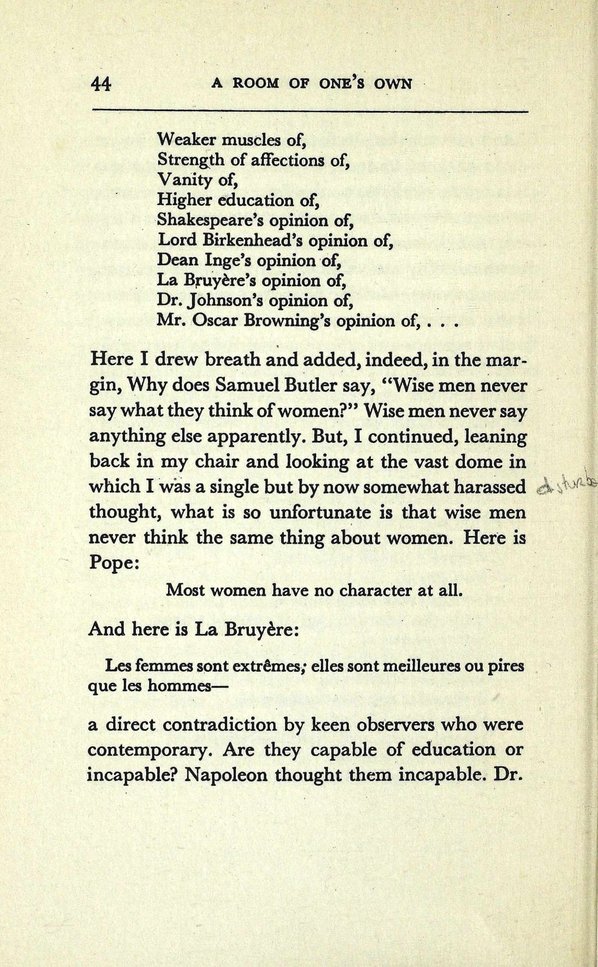 44 A ROOM OF ONE'S OWN
Weaker muscles of,
Strength of affections of,
Vanity of,
Higher education of,
Shakespeare's opinion of,
Lord Birkenhead's opinion of,
Dean Inge's opinion of,
La Bruyère's opinion of,
Dr. Johnson's opinion of,
Mr. Oscar Browning's opinion of, . . .
Here I drew breath and added, indeed, in the mar-
gin, Why does Samuel Butler say, “Wise men never
say what they think of women?” Wise men never say
anything else apparently. But, I continued, leaning
back in my chair and looking at the vast dome in
which I was a single but by now somewhat harassed
thought, what is so unfortunate is that wise men
never think the same thing about women. Here is
Pope:
Most women have no character at all.
And here is La Bruyère:
Les femmes sont extrêmes; elles sont meilleures ou pires
que les hommes—
a direct contradiction by keen observers who were
contemporary. Are they capable of education or
incapable? Napoleon thought them incapable. Dr.